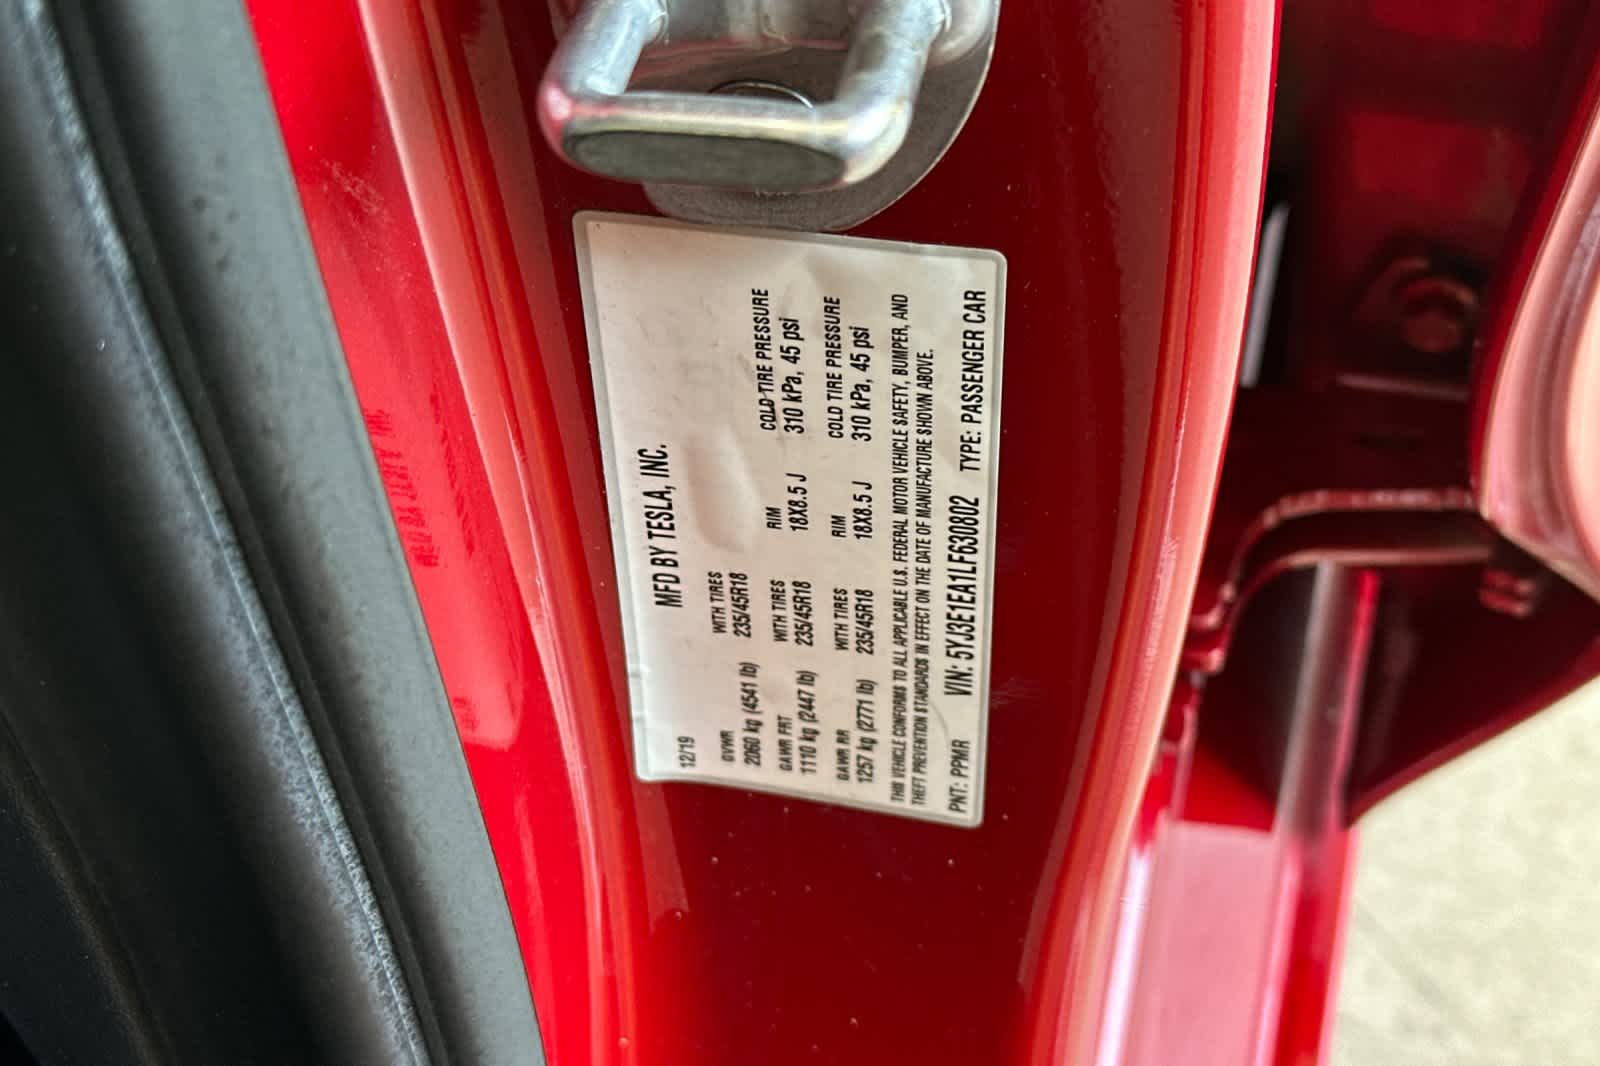 MFD BY TESLA, INC.
12/19
GVWR WITH TIRES
2060 kg (4541 lb) 235/45R18
GAWR FRT WITH TIRES RIM COLD TIRE PRESSURE
1110 kg (2447 lb) 235/45R18 18X8.5 J 310 kPa, 45 psi
GAWR RR WITH TIRES RIM COLD TIRE PRESSURE
1257 kg (2771 lb) 235/45R18 18X8.5 J 310 kPa, 45 psi
THIS VEHICLE CONFORMS TO ALL APPLICABLE U.S. FEDERAL MOTOR VEHICLE SAFETY, BUMPER, AND
THEFT PREVENTION STANDARDS IN EFFECT ON THE DATE OF MANUFACTURE SHOWN ABOVE.
PNT: PPMR VIN: 5YJ3E1EA1LF630802 TYPE: PASSENGER CAR